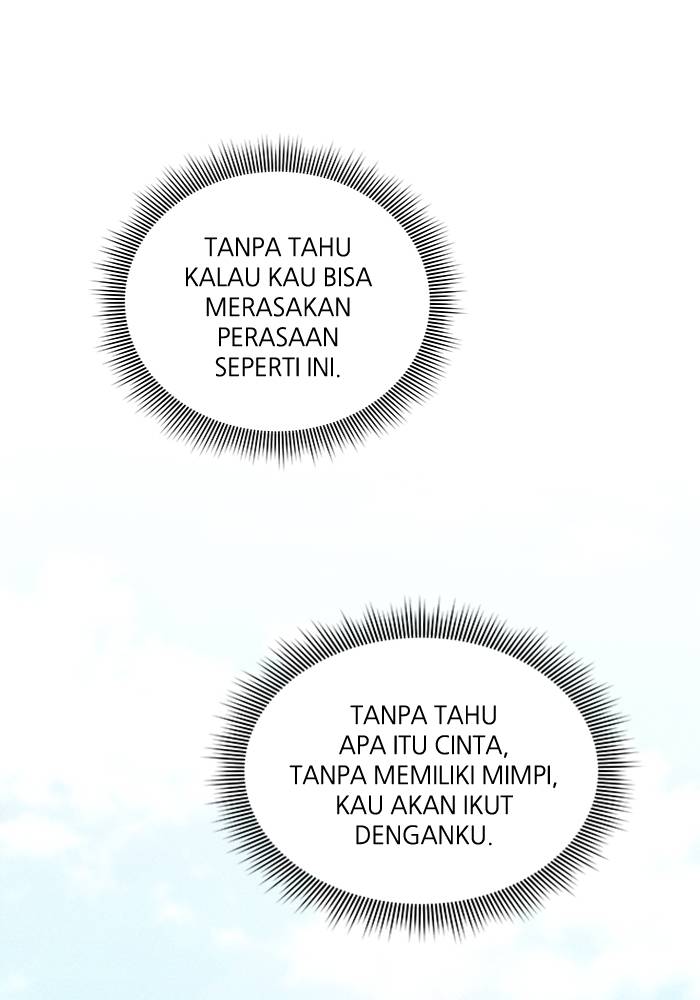 TANPA TAHU
KALAU KAU BISA
MERASAKAN
PERASAAN
SEPERTI INI.
TANPA TAHU
APA ITU CINTA,
TANPA MEMILIKI MIMPI,
KAU AKAN IKUT
DENGANKU.